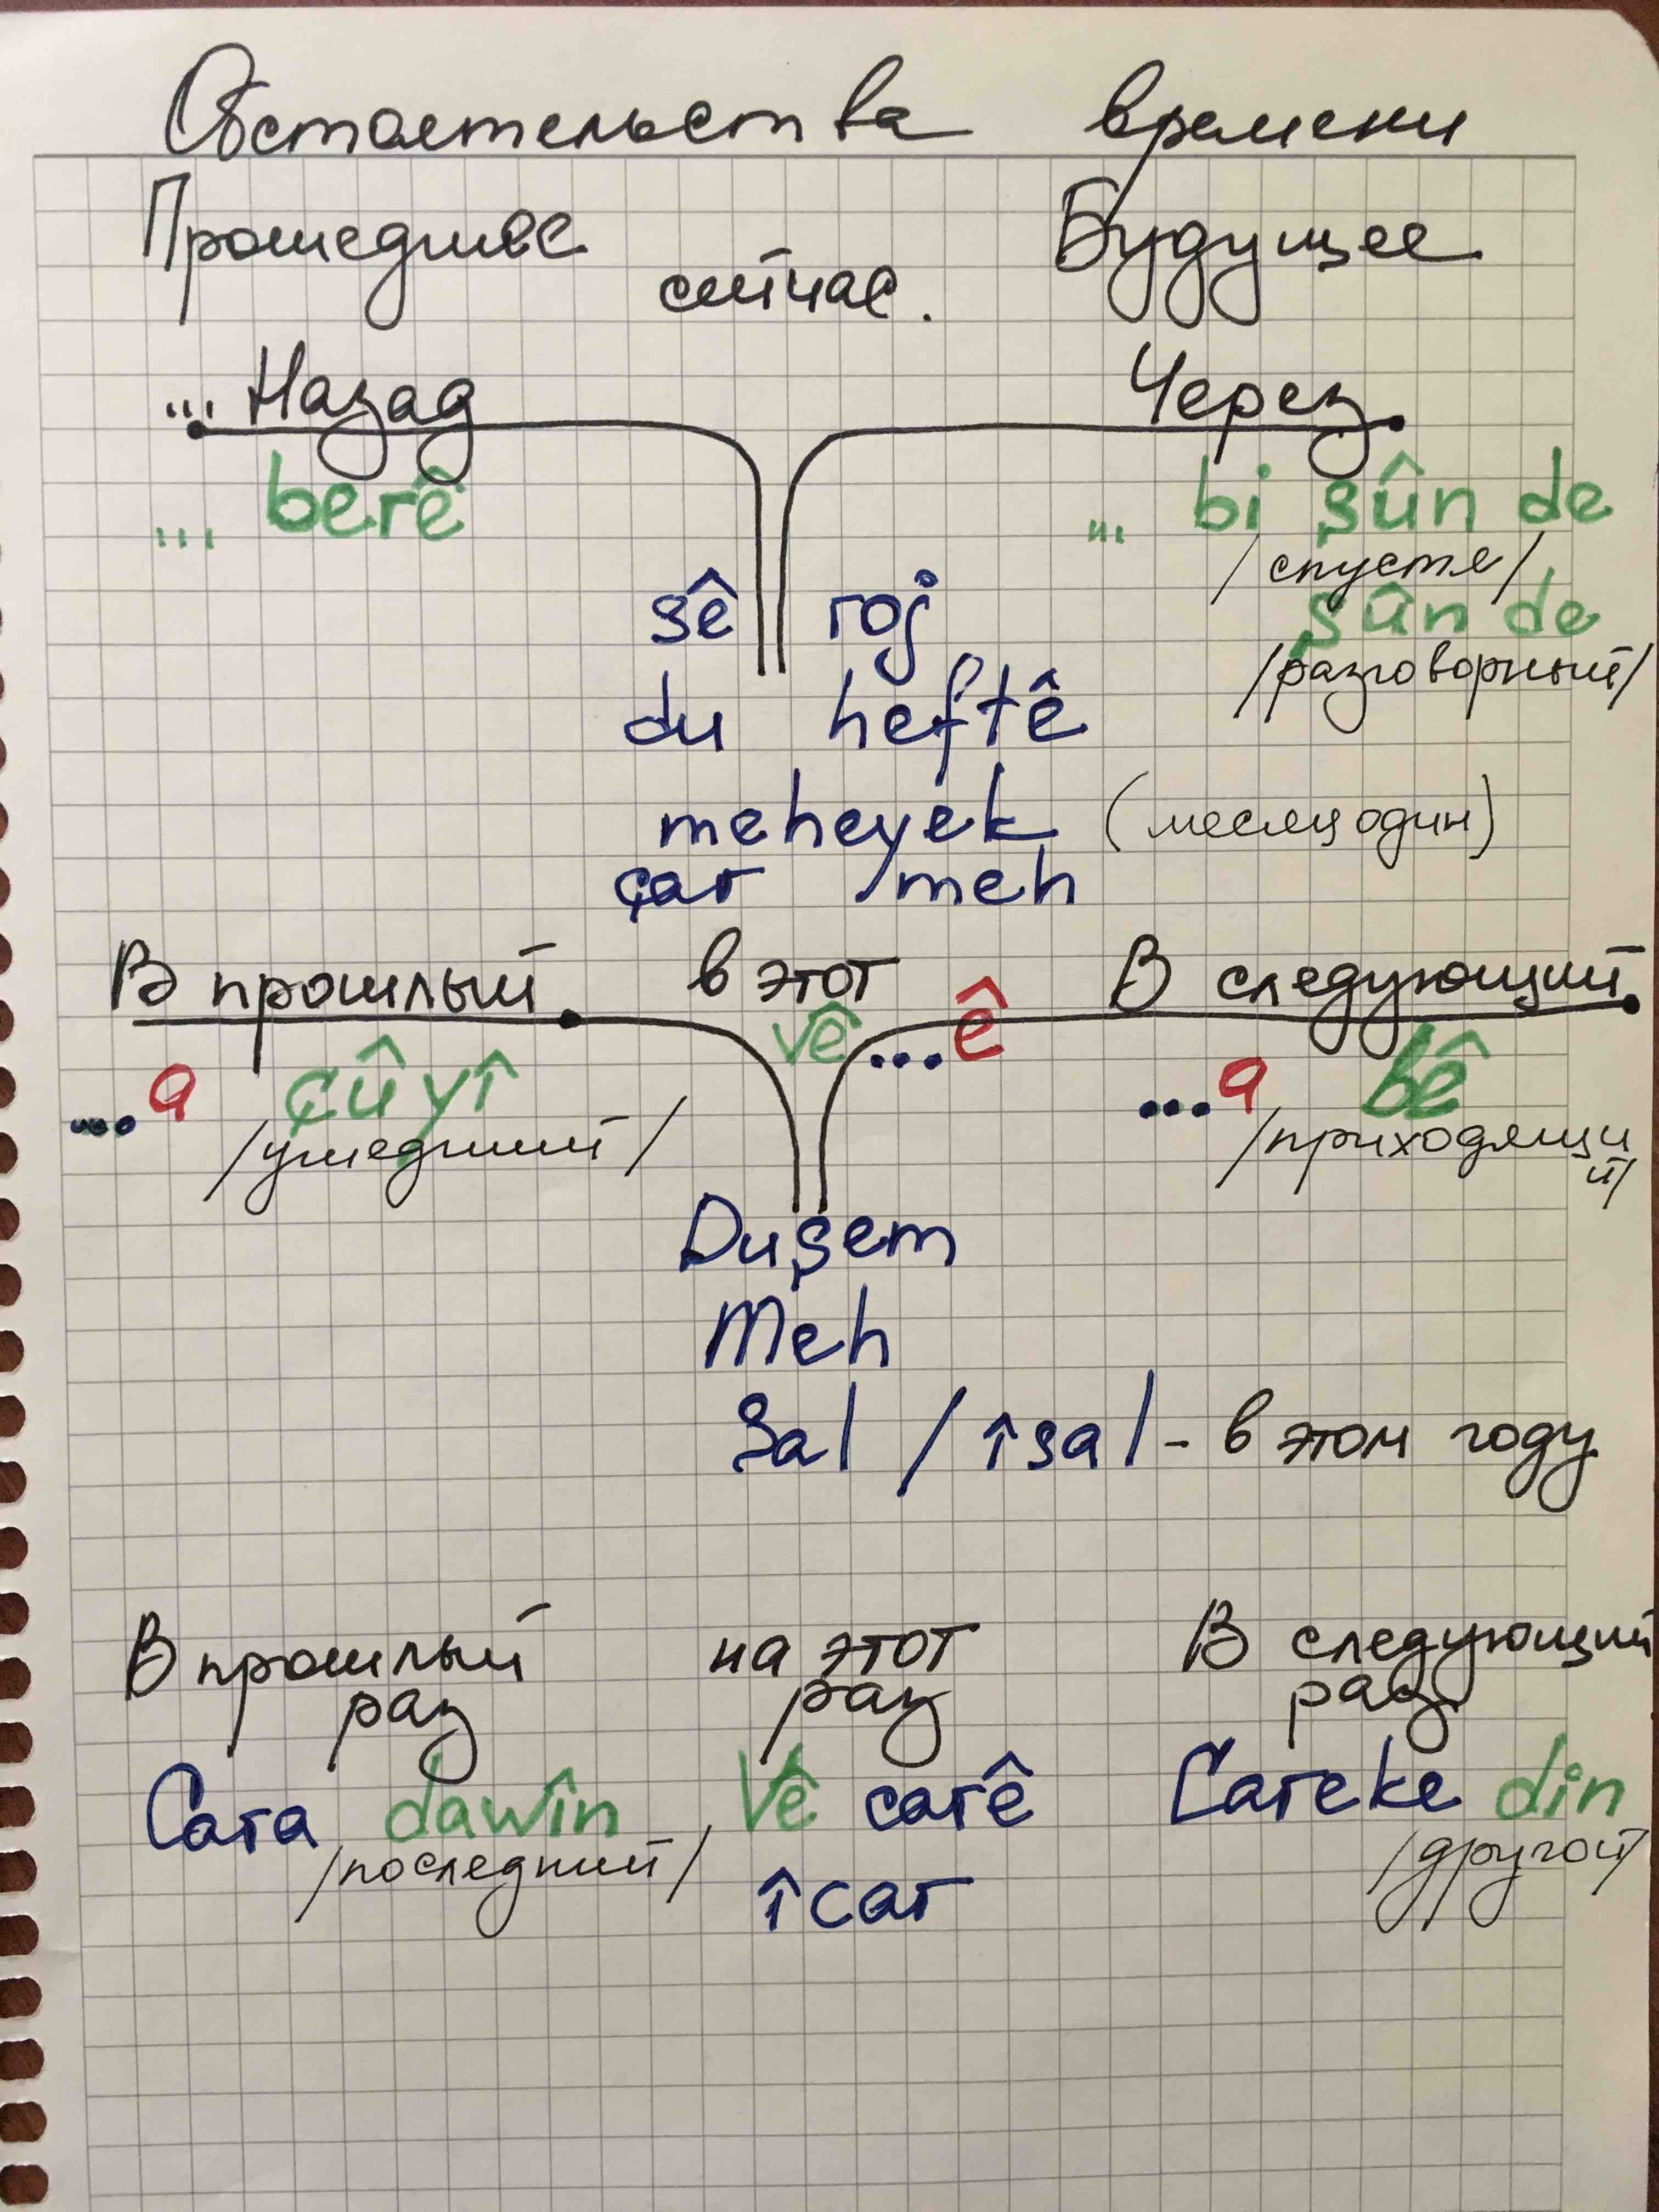 Обстоятельства времени
Прошедшее сейчас. Будущее
... Назад Через
... berê ... bi şûn de
/спустя/
şûn de
/разговорный/
sê roj
du heftê
meheyek (месяц один)
çar meh
В прошлый в этот В следующий
...a çûyî vê ...ê ...a bê
/ушедший/ /приходящий/
Duşem
Meh
Sal / îsal - в этом году
В прошлый раз на этот раз В следующий раз
Cara dawîn Vê carê Careke din
/последний/ /другой/
îcar